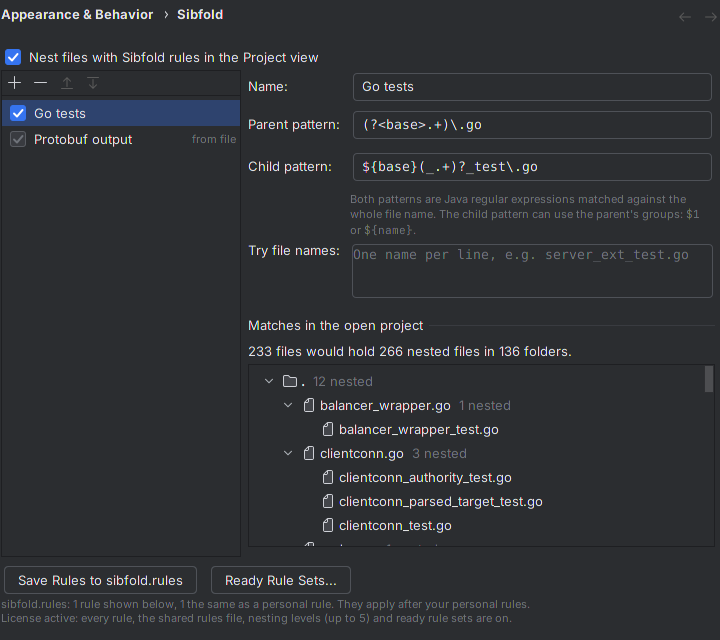 Appearance & Behavior › Sibfold
Nest files with Sibfold rules in the Project view
Go tests
Protobuf output from file
Name: Go tests
Parent pattern: (?<base>.+)\.go
Child pattern: ${base}(_.+)?_test\.go
Both patterns are Java regular expressions matched against the
whole file name. The child pattern can use the parent's groups: $1
or ${name}.
Try file names: One name per line, e.g. server_ext_test.go
Matches in the open project
233 files would hold 266 nested files in 136 folders.
. 12 nested
balancer_wrapper.go 1 nested
balancer_wrapper_test.go
clientconn.go 3 nested
clientconn_authority_test.go
clientconn_parsed_target_test.go
clientconn_test.go
Save Rules to sibfold.rules Ready Rule Sets...
sibfold.rules: 1 rule shown below, 1 the same as a personal rule. They apply after your personal rules.
License active: every rule, the shared rules file, nesting levels (up to 5) and ready rule sets are on.